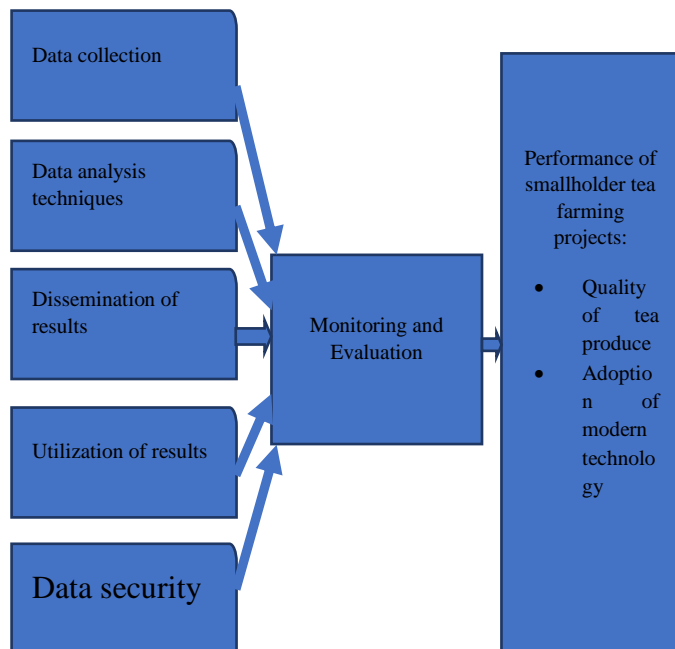 Data collection
Data analysis
techniques
Dissemination of
results
Utilization of results
Data security
Monitoring and
Evaluation
Performance of
smallholder tea
farming
projects:
• Quality
of tea
produce
• Adoptio
n of
modern
technolo
gy